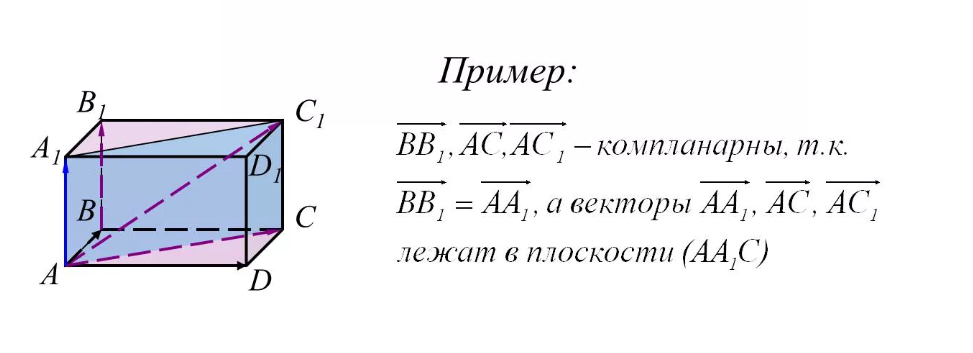 Пример:
B₁
C₁
A₁
D₁
B
C
A
D
BB₁, AC, AC₁ – компланарны, т.к.
BB₁ = AA₁, а векторы AA₁, AC, AC₁
лежат в плоскости (AA₁C)